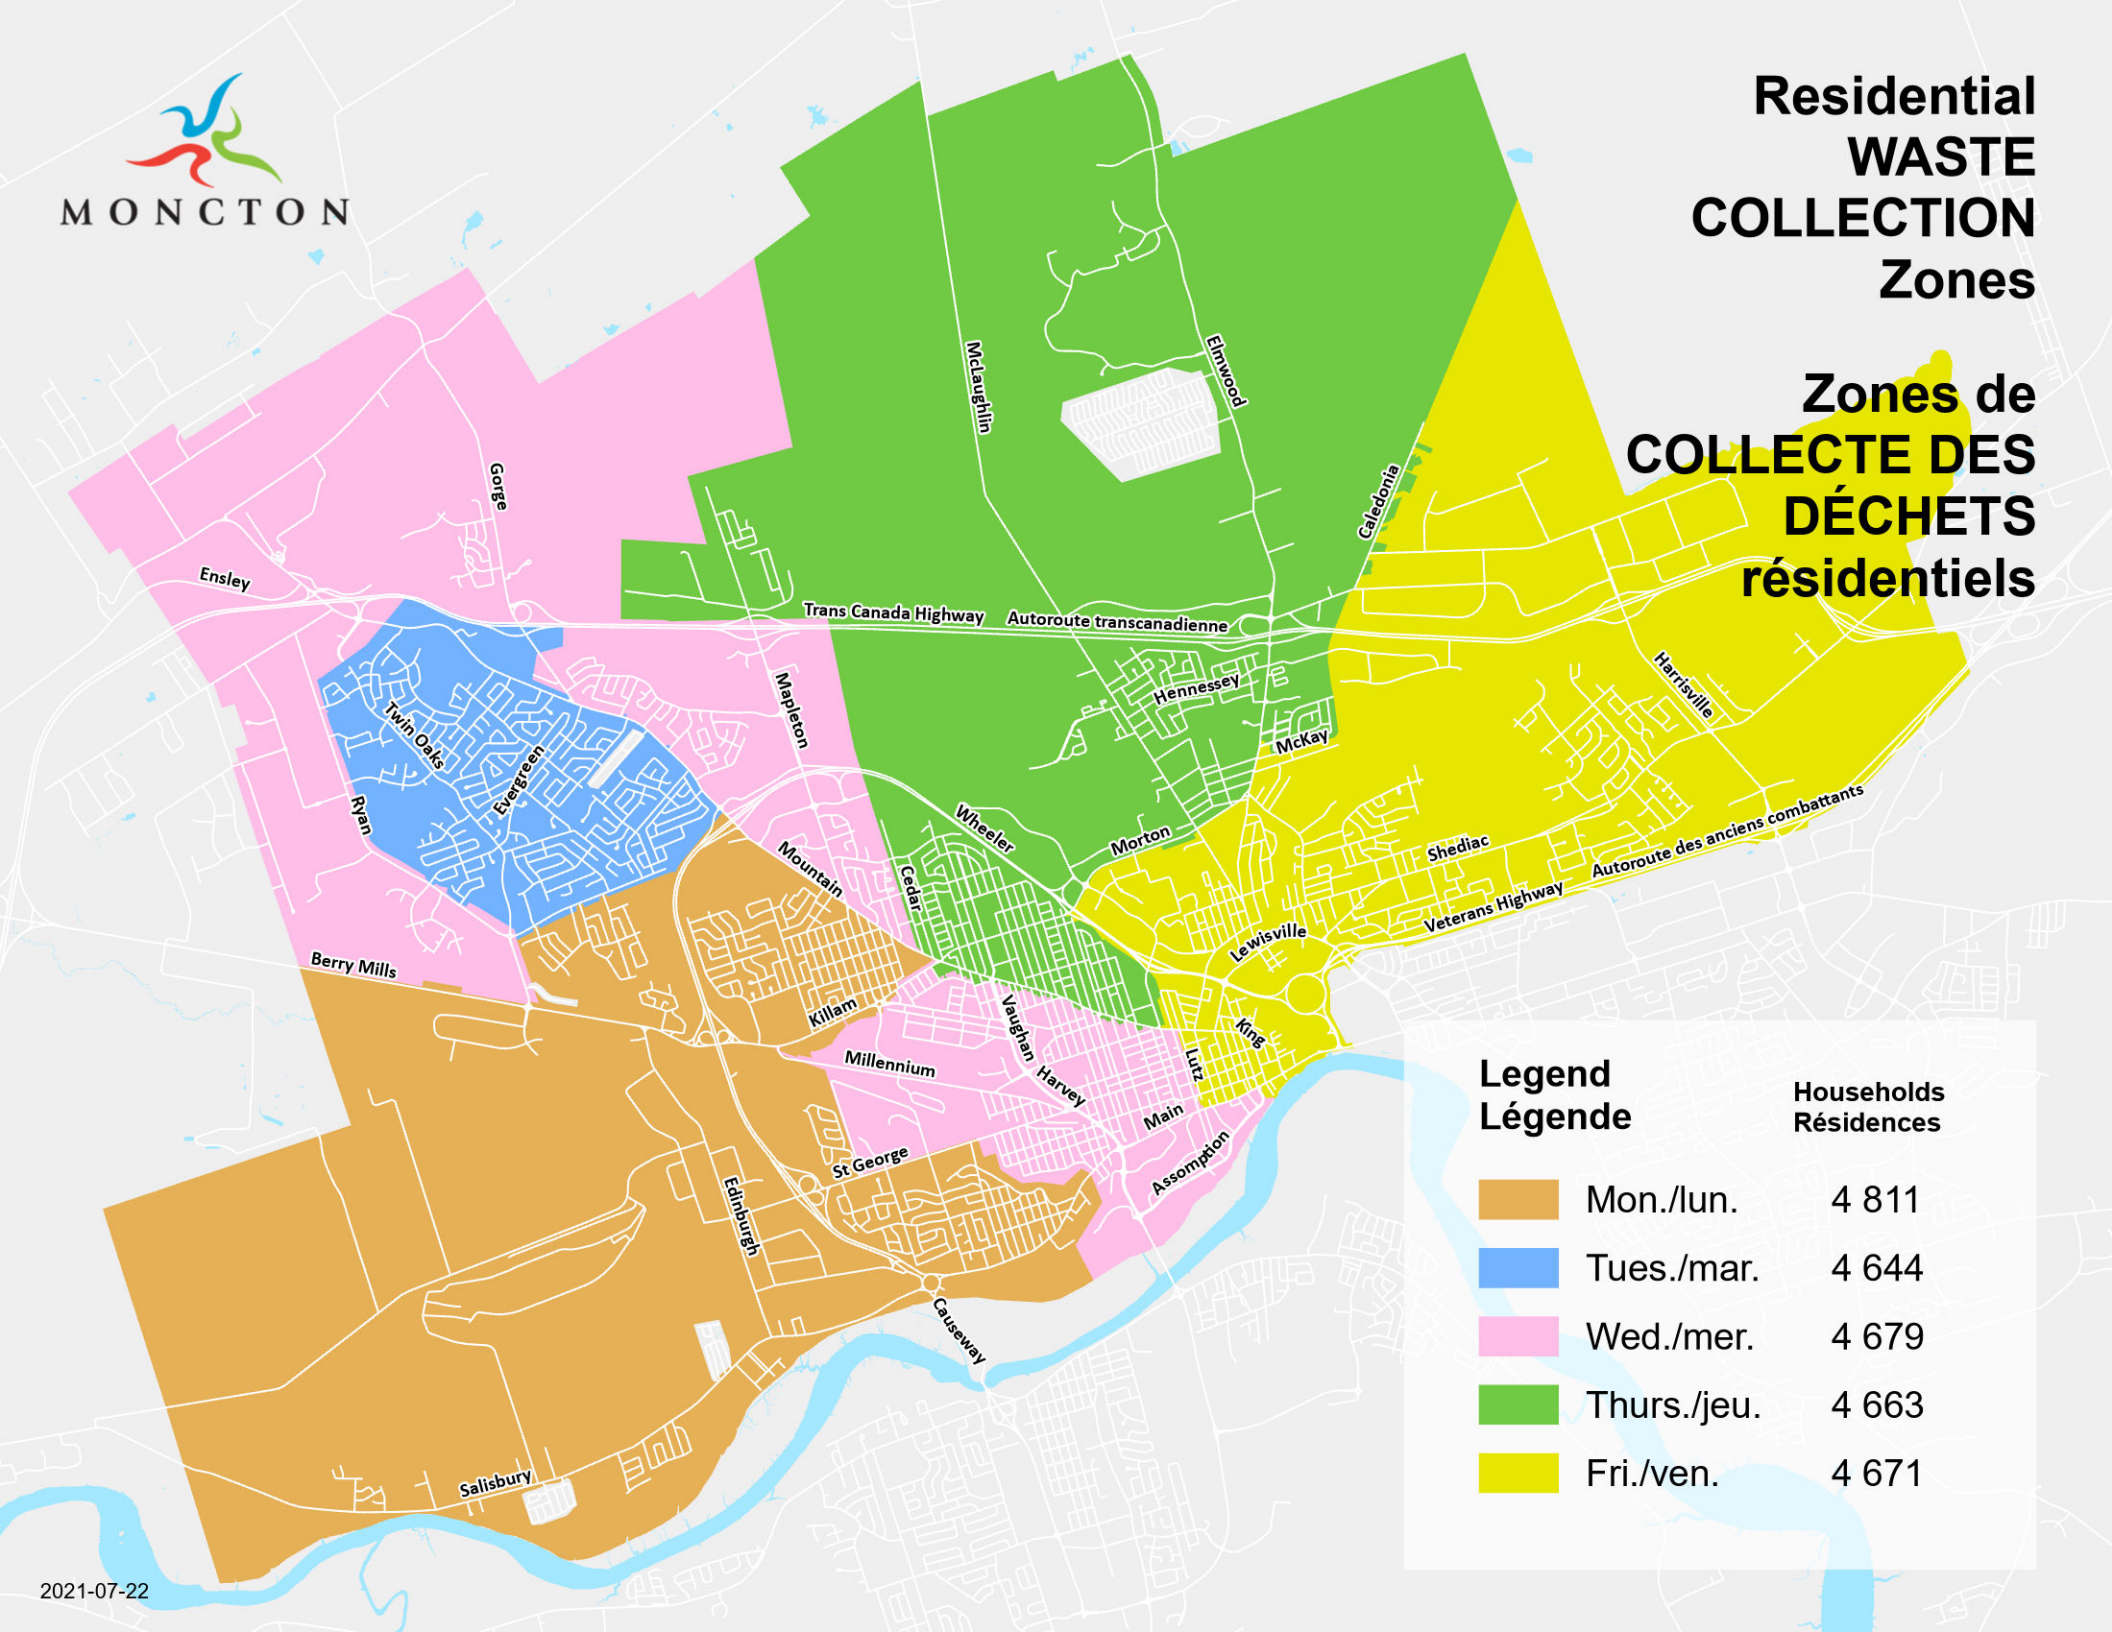 MONCTON
Residential
WASTE
COLLECTION
Zones
Zones de
COLLECTE DES
DÉCHETS
résidentiels
McLaughlin
Elmwood
Gorge
Caledonia
Ensley
Trans Canada Highway
Autoroute transcanadienne
Hennessey
Harrisville
Mapleton
Twin Oaks
McKay
Evergreen
Ryan
Wheeler
Morton
Autoroute des anciens combattants
Shediac
Mountain
Cedar
Veterans Highway
Lewisville
Berry Mills
Killam
Vaughan
King
Millennium
Lutz
Harvey
Main
St George
Assomption
Edinburgh
Causeway
Salisbury
Legend
Légende
Households
Résidences
Mon./lun. 4 811
Tues./mar. 4 644
Wed./mer. 4 679
Thurs./jeu. 4 663
Fri./ven. 4 671
2021-07-22